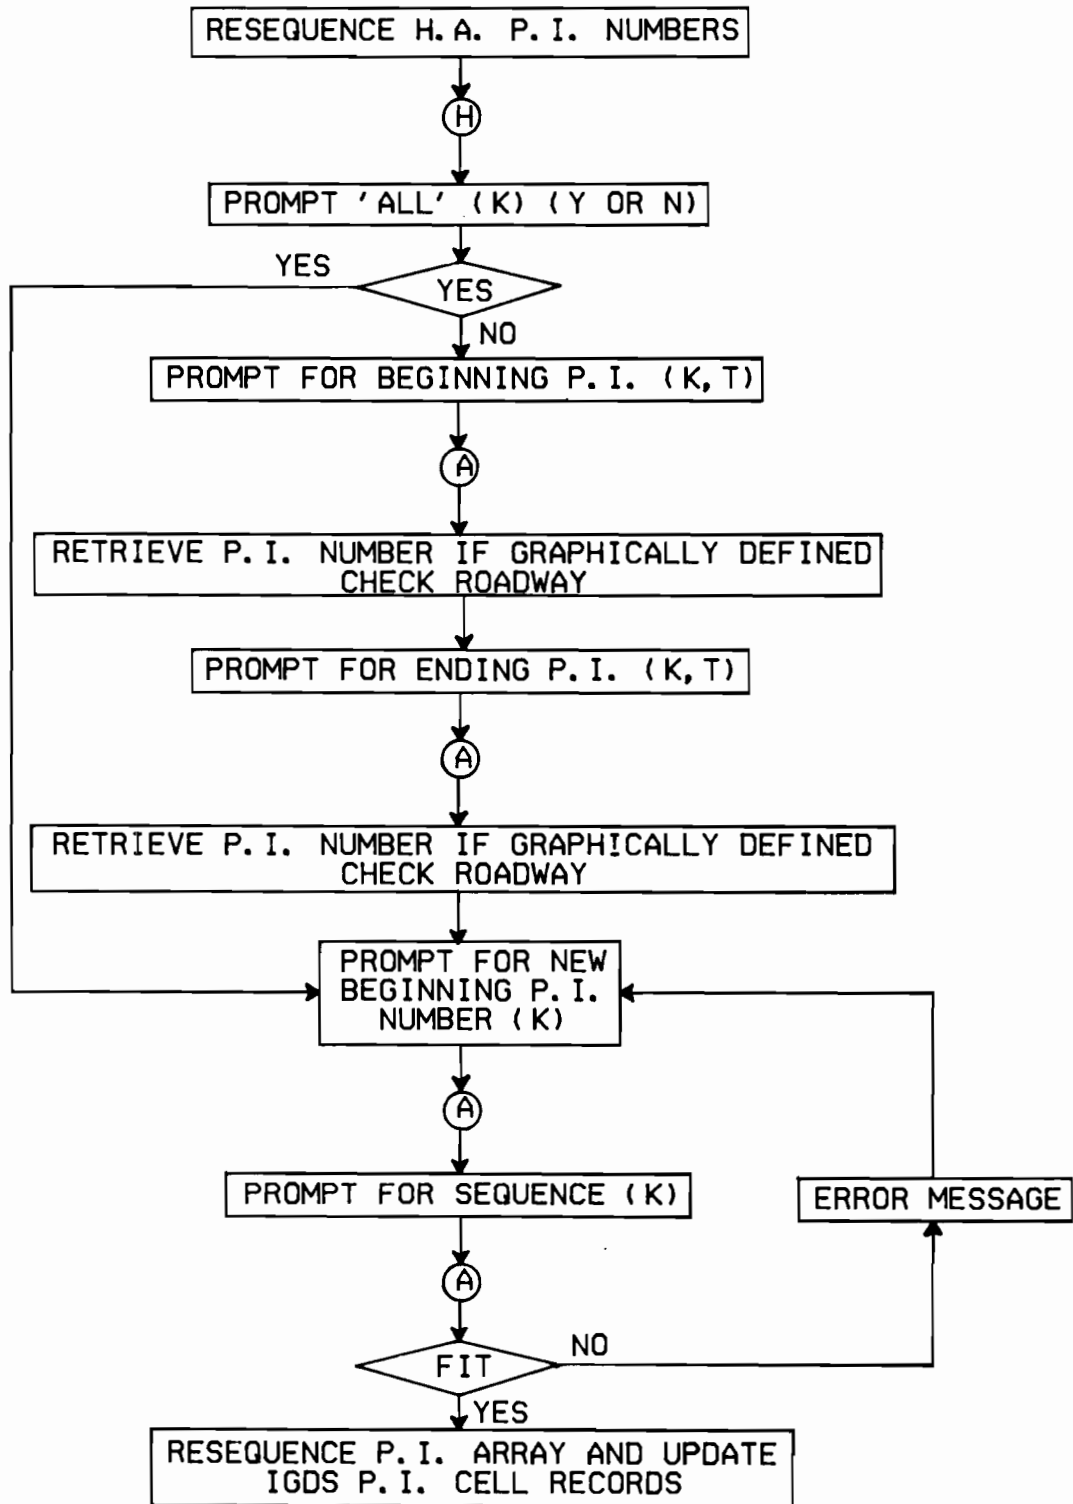 RESEQUENCE H.A. P.I. NUMBERS
H
PROMPT 'ALL' (K) (Y OR N)
YES
YES
NO
PROMPT FOR BEGINNING P.I. (K,T)
A
RETRIEVE P.I. NUMBER IF GRAPHICALLY DEFINED
CHECK ROADWAY
PROMPT FOR ENDING P.I. (K,T)
A
RETRIEVE P.I. NUMBER IF GRAPHICALLY DEFINED
CHECK ROADWAY
PROMPT FOR NEW
BEGINNING P.I.
NUMBER (K)
A
PROMPT FOR SEQUENCE (K)
ERROR MESSAGE
A
FIT
NO
YES
RESEQUENCE P.I. ARRAY AND UPDATE
IGDS P.I. CELL RECORDS